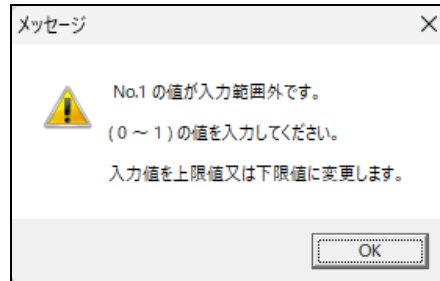 メッセージ
No.1 の値が入力範囲外です。
( 0 ～ 1 ) の値を入力してください。
入力値を上限値又は下限値に変更します。
OK